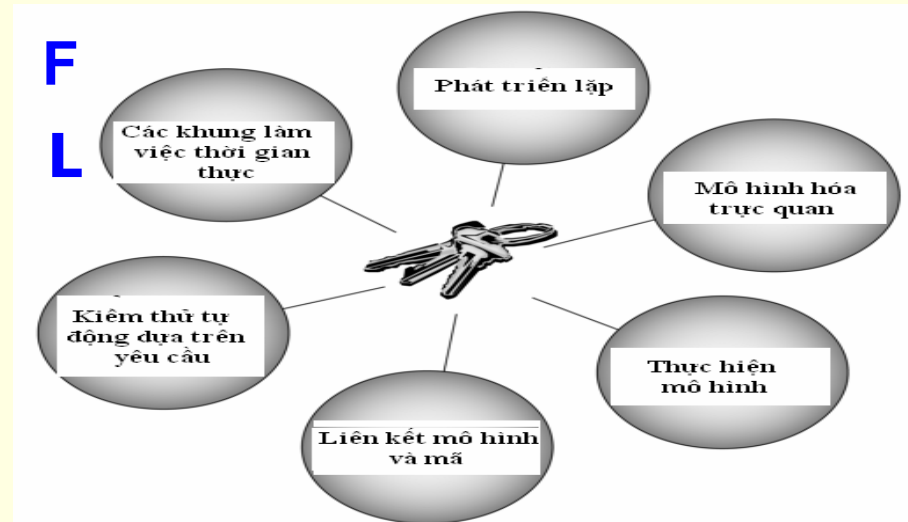 F
L
Phát triển lặp
Các khung làm
việc thời gian
thực
Mô hình hóa
trực quan
Kiểm thử tự
động dựa trên
yêu cầu
Thực hiện
mô hình
Liên kết mô hình
và mã